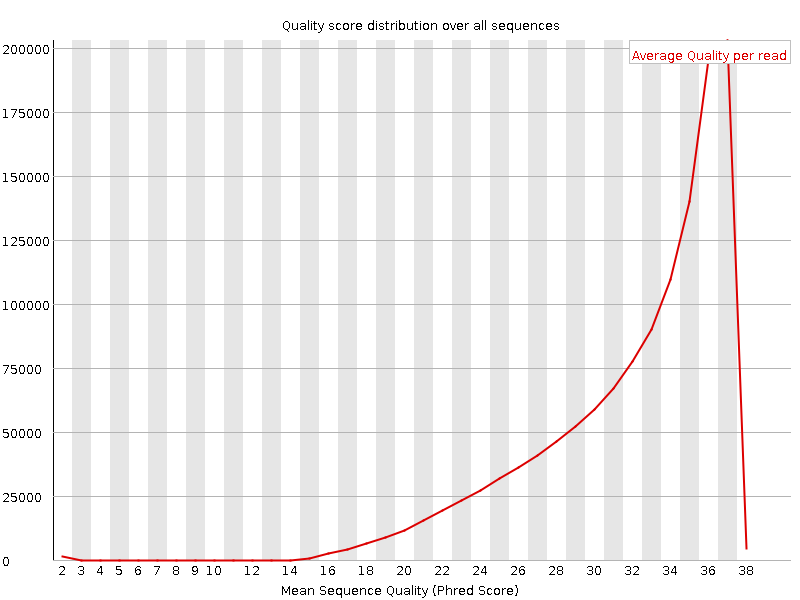 Quality score distribution over all sequences
Average Quality per read
200000
175000
150000
125000
100000
75000
50000
25000
0
2 3 4 5 6 7 8 9 10 12 14 16 18 20 22 24 26 28 30 32 34 36 38
Mean Sequence Quality (Phred Score)